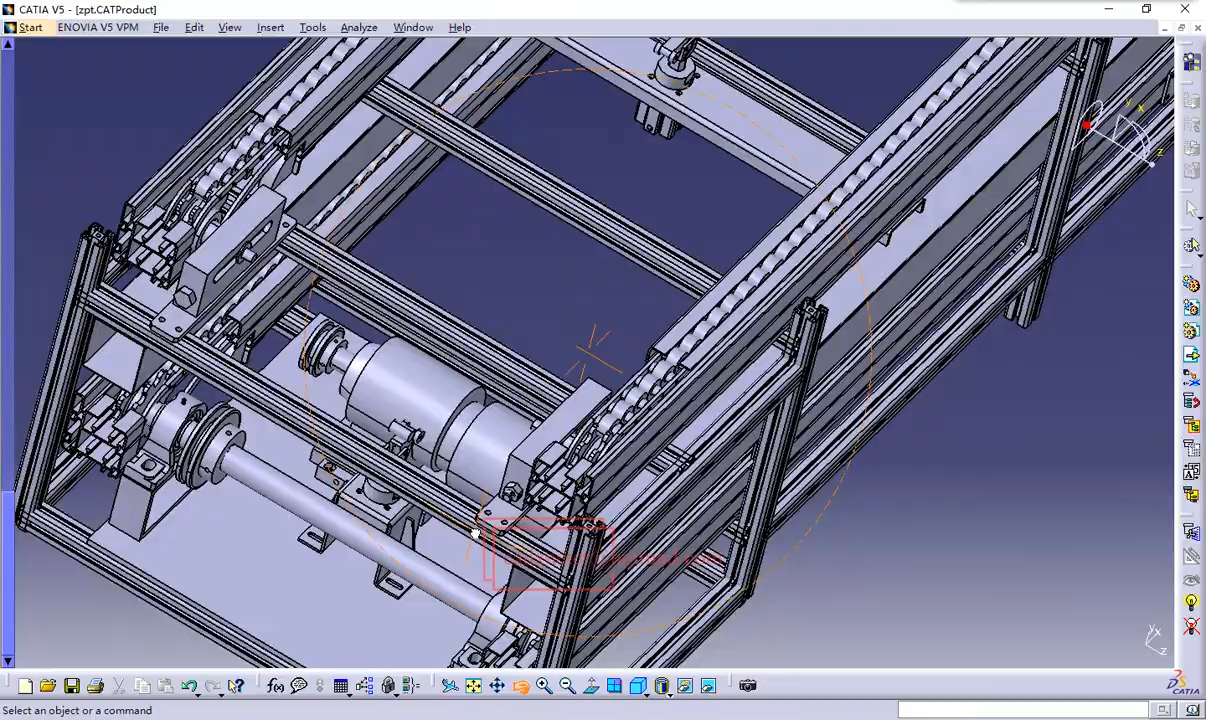 CATIA V5 - [zpt.CATProduct]
Start ENOVIA V5 VPM File Edit View Insert Tools Analyze Window Help
y x
z
y x
z
f(x)
CATIA
Select an object or a command